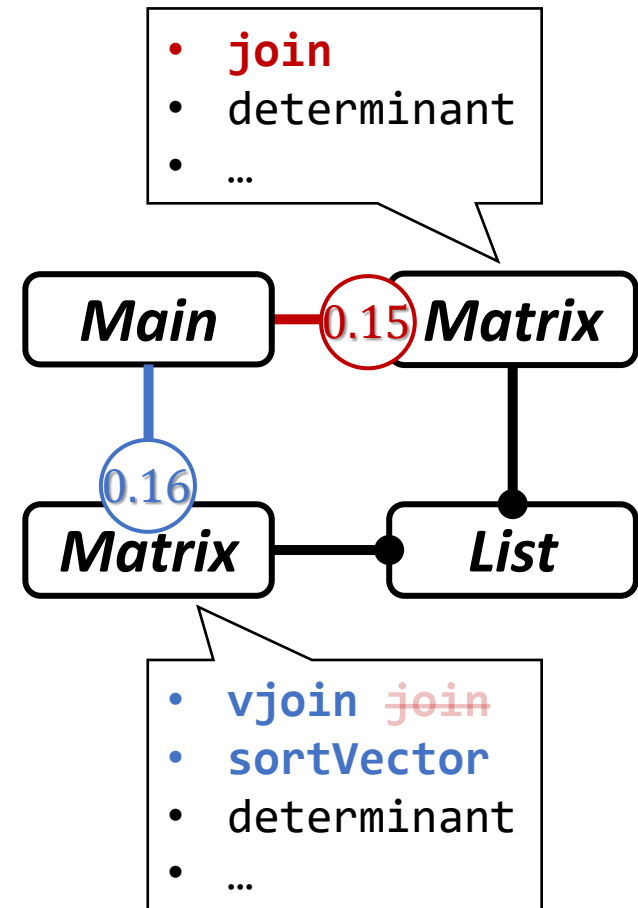 • join
• determinant
• …
Main 0.15 Matrix
0.16
Matrix List
• vjoin join
• sortVector
• determinant
• …